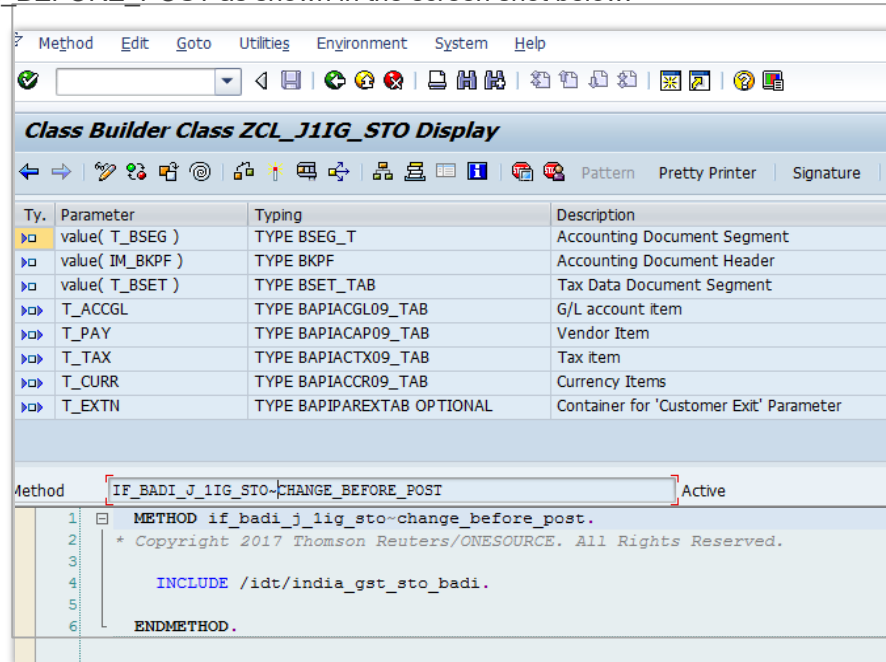 Method Edit Goto Utilities Environment System Help
Class Builder Class ZCL_J1IG_STO Display
Pattern Pretty Printer Signature
Ty. Parameter Typing Description
value( T_BSEG ) TYPE BSEG_T Accounting Document Segment
value( IM_BKPF ) TYPE BKPF Accounting Document Header
value( T_BSET ) TYPE BSET_TAB Tax Data Document Segment
T_ACCGL TYPE BAPIACGL09_TAB G/L account item
T_PAY TYPE BAPIACAP09_TAB Vendor Item
T_TAX TYPE BAPIACTX09_TAB Tax item
T_CURR TYPE BAPIACCR09_TAB Currency Items
T_EXTN TYPE BAPIPAREXTAB OPTIONAL Container for 'Customer Exit' Parameter
Method IF_BADI_J_1IG_STO~CHANGE_BEFORE_POST Active
1 METHOD if_badi_j_1ig_sto~change_before_post.
2 * Copyright 2017 Thomson Reuters/ONESOURCE. All Rights Reserved.
3
4 INCLUDE /idt/india_gst_sto_badi.
5
6 ENDMETHOD.